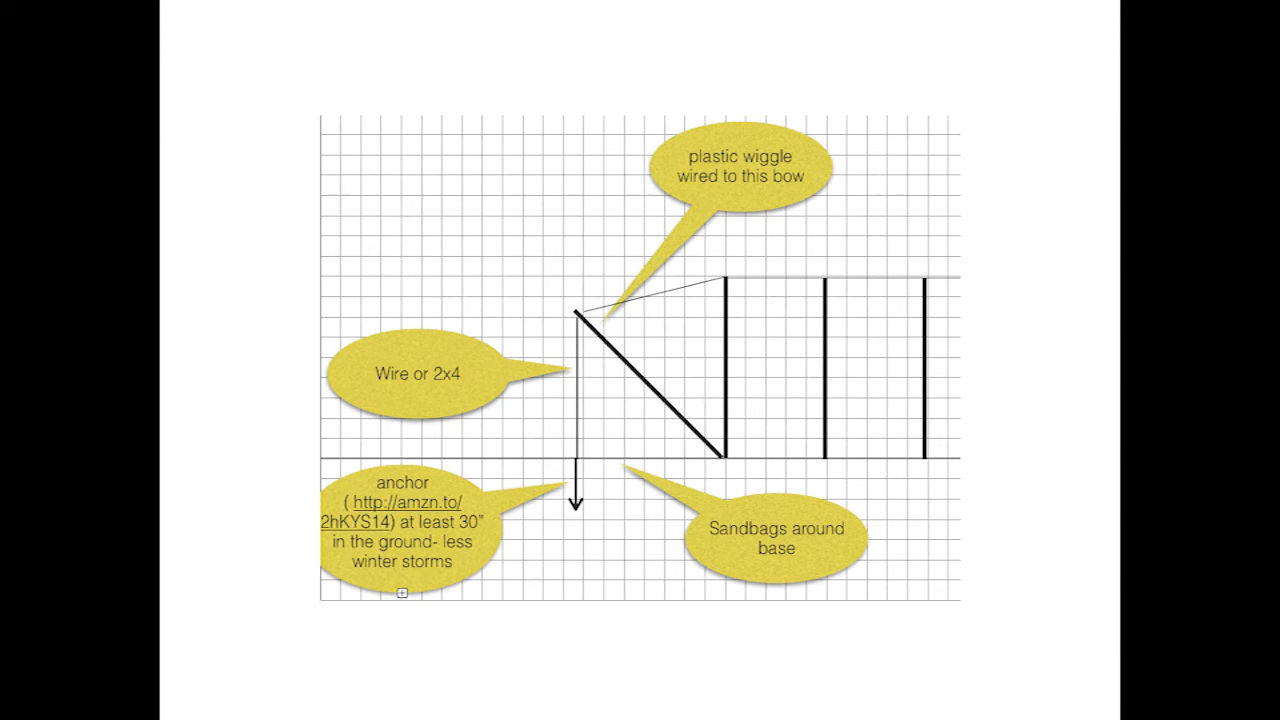 plastic wiggle
wired to this bow
Wire or 2x4
anchor
( http://amzn.to/
2hKYS14) at least 30”
in the ground- less
winter storms
Sandbags around
base